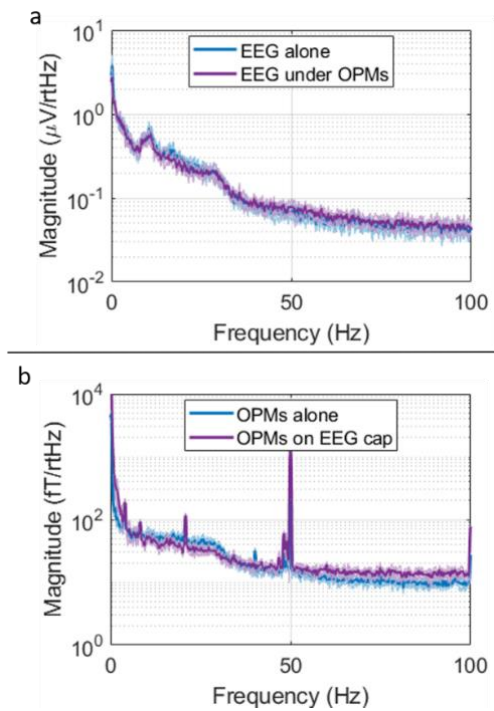 a
10¹
EEG alone
EEG under OPMs
10⁰
10⁻¹
10⁻²
Magnitude (μV/rtHz)
0
50
100
Frequency (Hz)
b
10⁴
OPMs alone
OPMs on EEG cap
10²
10⁰
Magnitude (fT/rtHz)
0
50
100
Frequency (Hz)